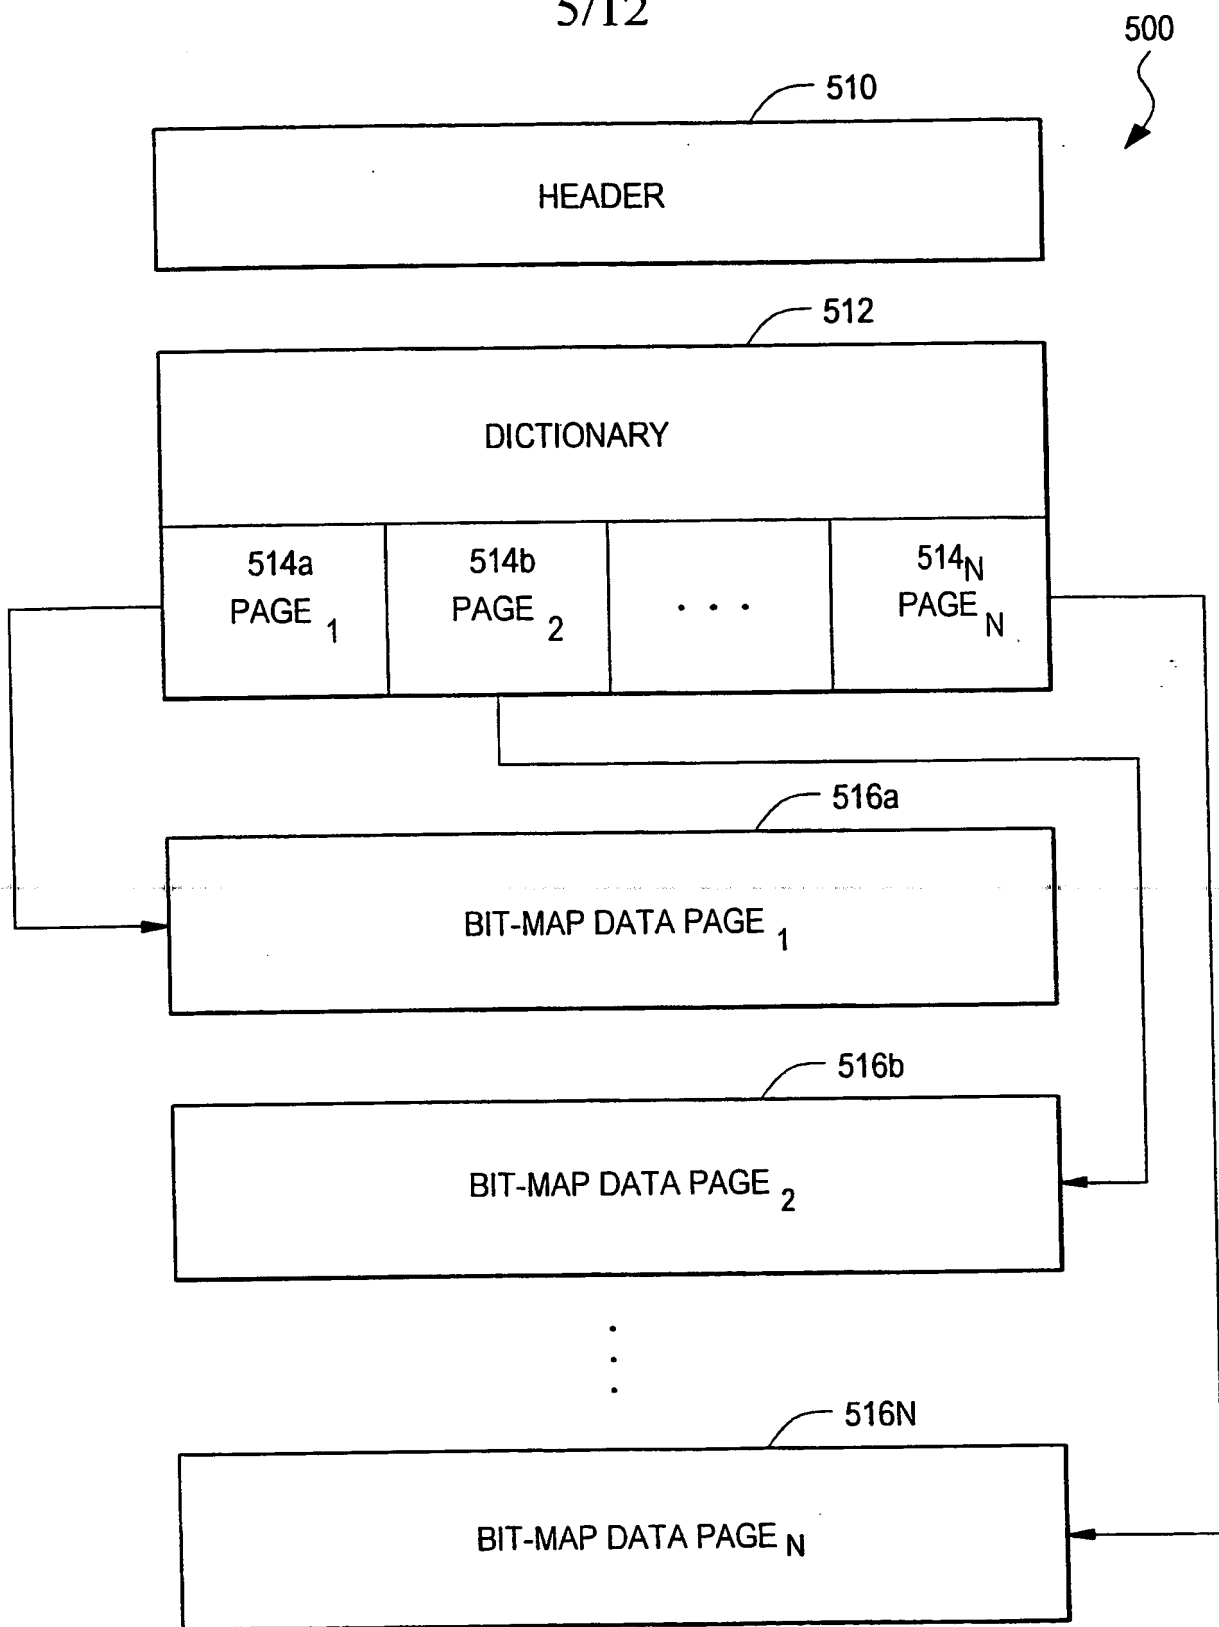 5/12
500
510
HEADER
512
DICTIONARY
514a
PAGE 1
514b
PAGE 2
. . .
514N
PAGE N
516a
BIT-MAP DATA PAGE 1
516b
BIT-MAP DATA PAGE 2
516N
BIT-MAP DATA PAGE N